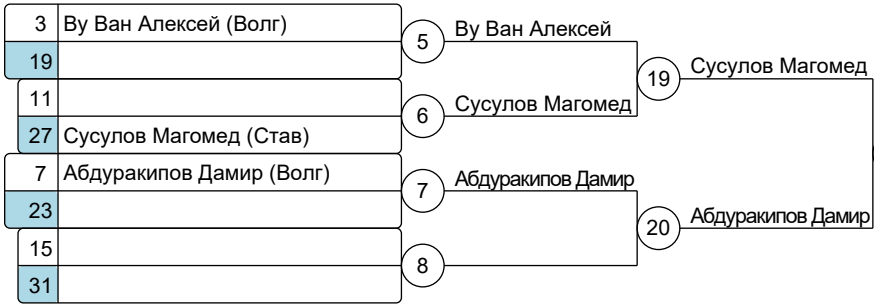 3 Ву Ван Алексей (Волг)
19
11
27 Сусулов Магомед (Став)
7 Абдуракипов Дамир (Волг)
23
15
31
5 Ву Ван Алексей
6 Сусулов Магомед
7 Абдуракипов Дамир
8
19 Сусулов Магомед
20 Абдуракипов Дамир